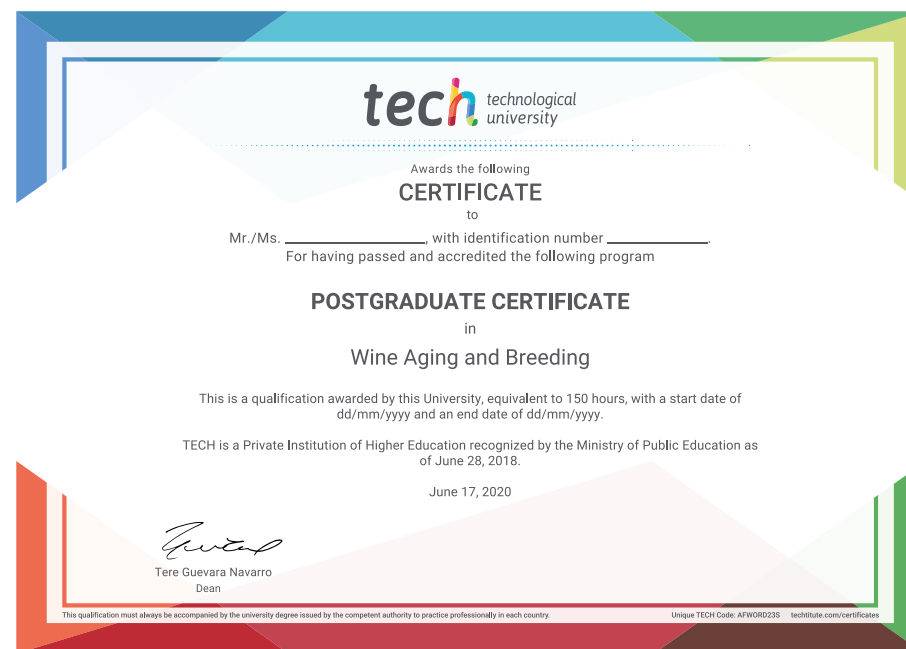 tech technological
university
Awards the following
CERTIFICATE
to
Mr./Ms. ____________________, with identification number ______________.
For having passed and accredited the following program
POSTGRADUATE CERTIFICATE
in
Wine Aging and Breeding
This is a qualification awarded by this University, equivalent to 150 hours, with a start date of
dd/mm/yyyy and an end date of dd/mm/yyyy.
TECH is a Private Institution of Higher Education recognized by the Ministry of Public Education as
of June 28, 2018.
June 17, 2020
Tere Guevara Navarro
Dean
This qualification must always be accompanied by the university degree issued by the competent authority to practice professionally in each country.
Unique TECH Code: AFWORD23S techtitute.com/certificates